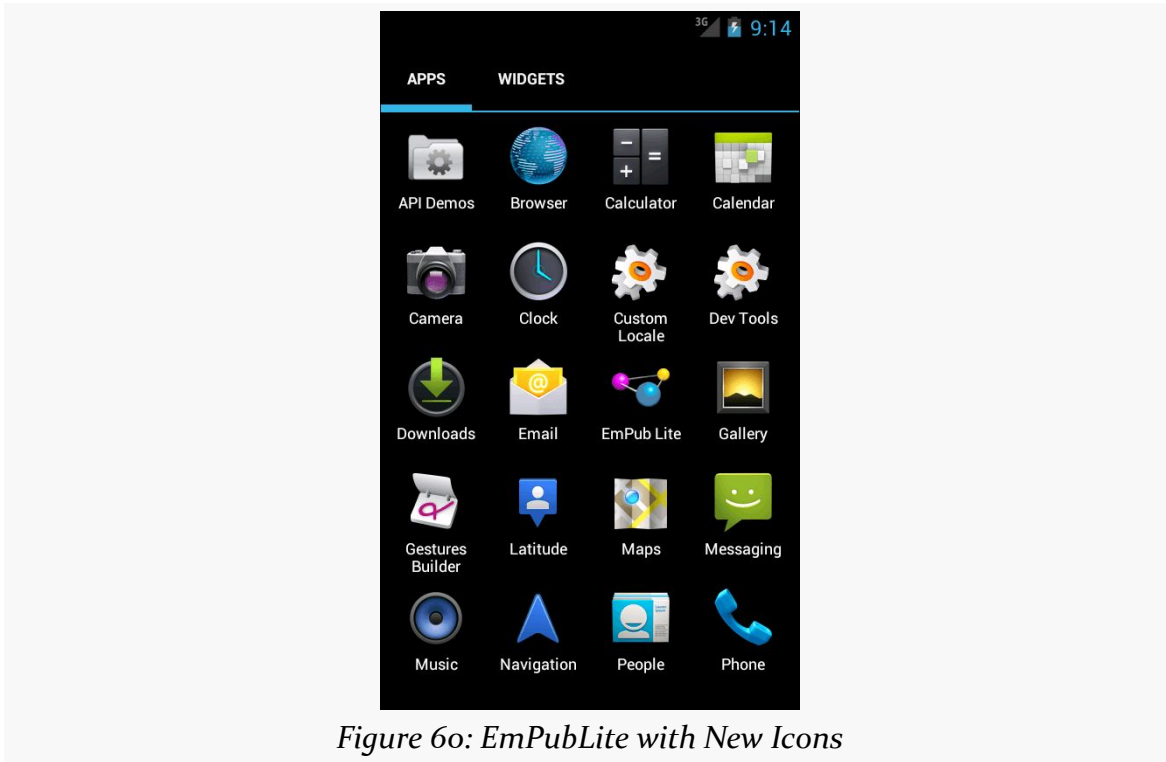 3G 9:14
APPS WIDGETS
API Demos Browser Calculator Calendar
Camera Clock Custom Locale Dev Tools
Downloads Email EmPub Lite Gallery
Gestures Builder Latitude Maps Messaging
Music Navigation People Phone
Figure 60: EmPubLite with New Icons